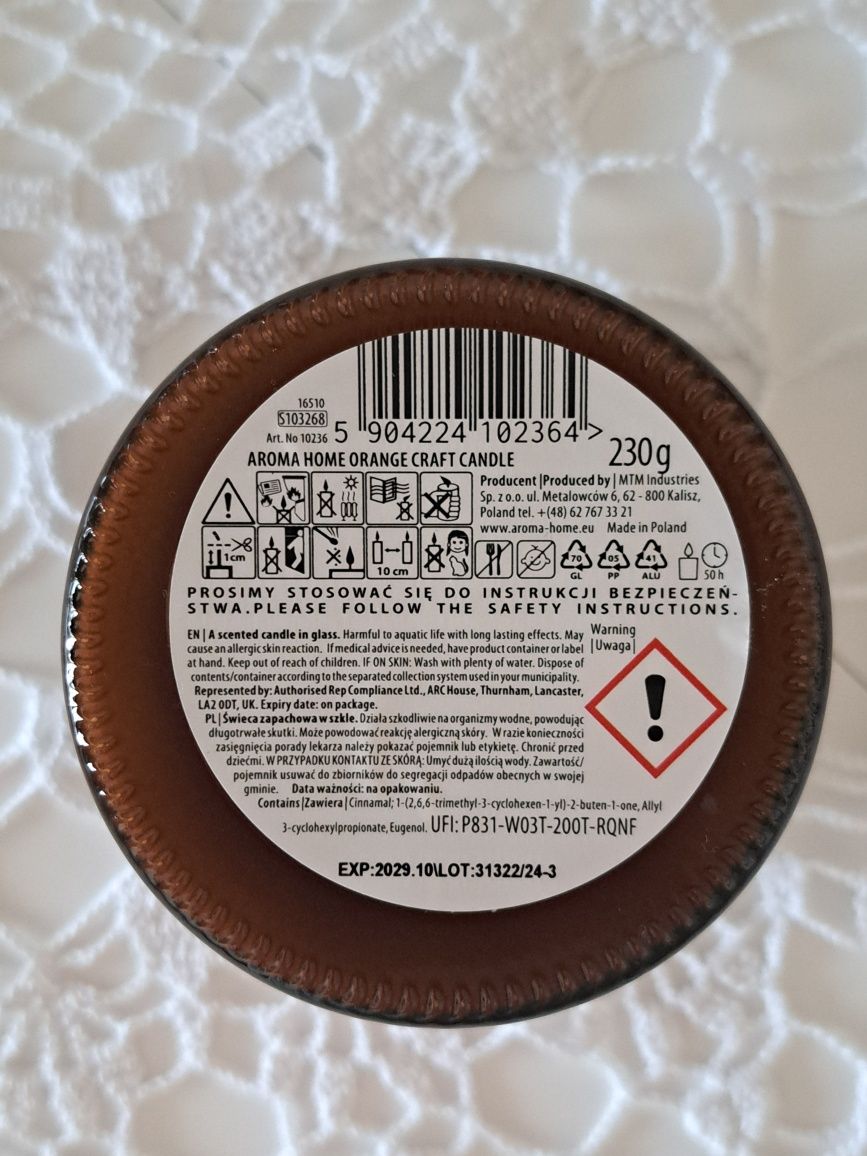 16510
5103268
Art. No 10236
5 904224 102364 >
AROMA HOME ORANGE CRAFT CANDLE
230g
Producent |Produced by | MTM Industries
Sp. z o.o. ul. Metalowców 6, 62 - 800 Kalisz,
Poland tel. +(48) 62 767 33 21
www.aroma-home.eu Made in Poland
1cm
10 cm
70
GL
05
PP
41
ALU
50 h
PROSIMY STOSOWAĆ SIĘ DO INSTRUKCJI BEZPIECZEŃ-
STWA.PLEASE FOLLOW THE SAFETY INSTRUCTIONS.
EN | A scented candle in glass. Harmful to aquatic life with long lasting effects. May
cause an allergic skin reaction. If medical advice is needed, have product container or label
at hand. Keep out of reach of children. IF ON SKIN: Wash with plenty of water. Dispose of
contents/container according to the separated collection system used in your municipality.
Represented by: Authorised Rep Compliance Ltd., ARC House, Thurnham, Lancaster,
LA2 0DT, UK. Expiry date: on package.
Warning
|Uwaga|
PL | Świeca zapachowa w szkle. Działa szkodliwie na organizmy wodne, powodując
długotrwałe skutki. Może powodować reakcję alergiczną skóry. W razie konieczności
zasięgnięcia porady lekarza należy pokazać pojemnik lub etykietę. Chronić przed
dziećmi. W PRZYPADKU KONTAKTU ZE SKÓRĄ: Umyć dużą ilością wody. Zawartość/
pojemnik usuwać do zbiorników do segregacji odpadów obecnych w swojej
gminie. Data ważności: na opakowaniu.
Contains |Zawiera | Cinnamal; 1-(2,6,6-trimethyl-3-cyclohexen-1-yl)-2-buten-1-one, Allyl
3-cyclohexylpropionate, Eugenol. UFI: P831-W03T-200T-RQNF
EXP:2029.10\LOT:31322/24-3